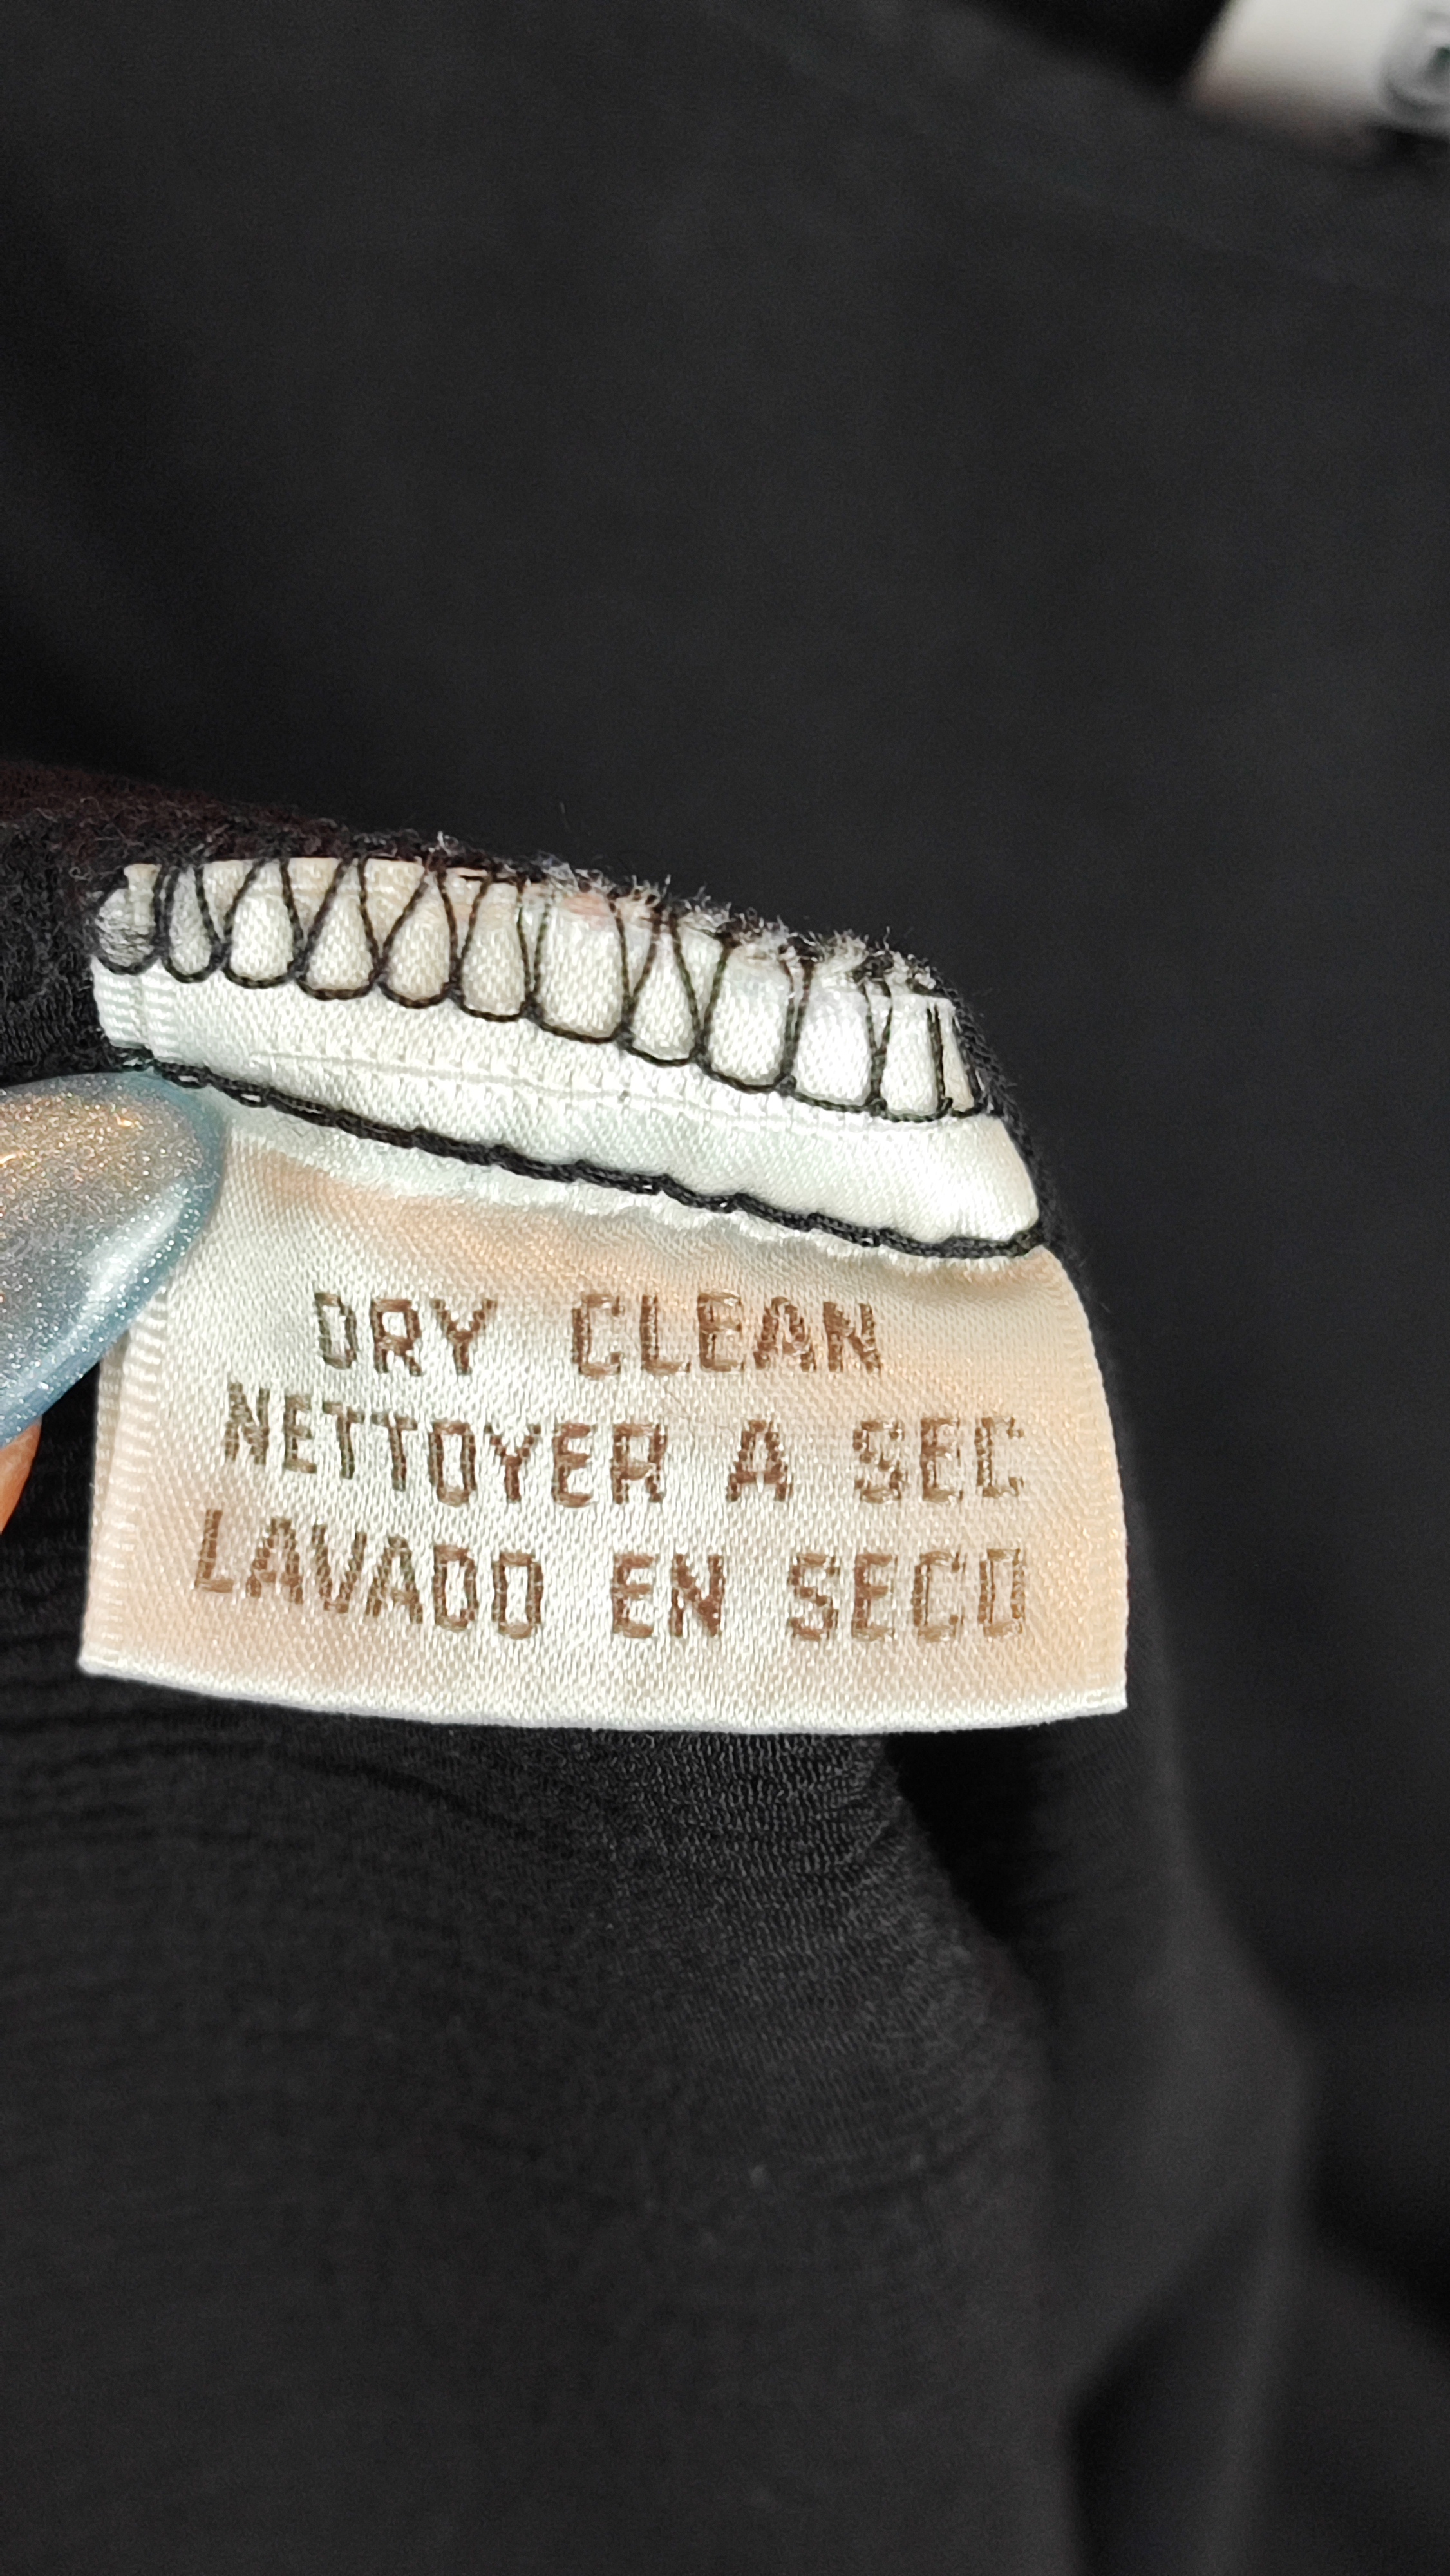 DRY CLEAN
NETTOYER A SEC
LAVADO EN SECO